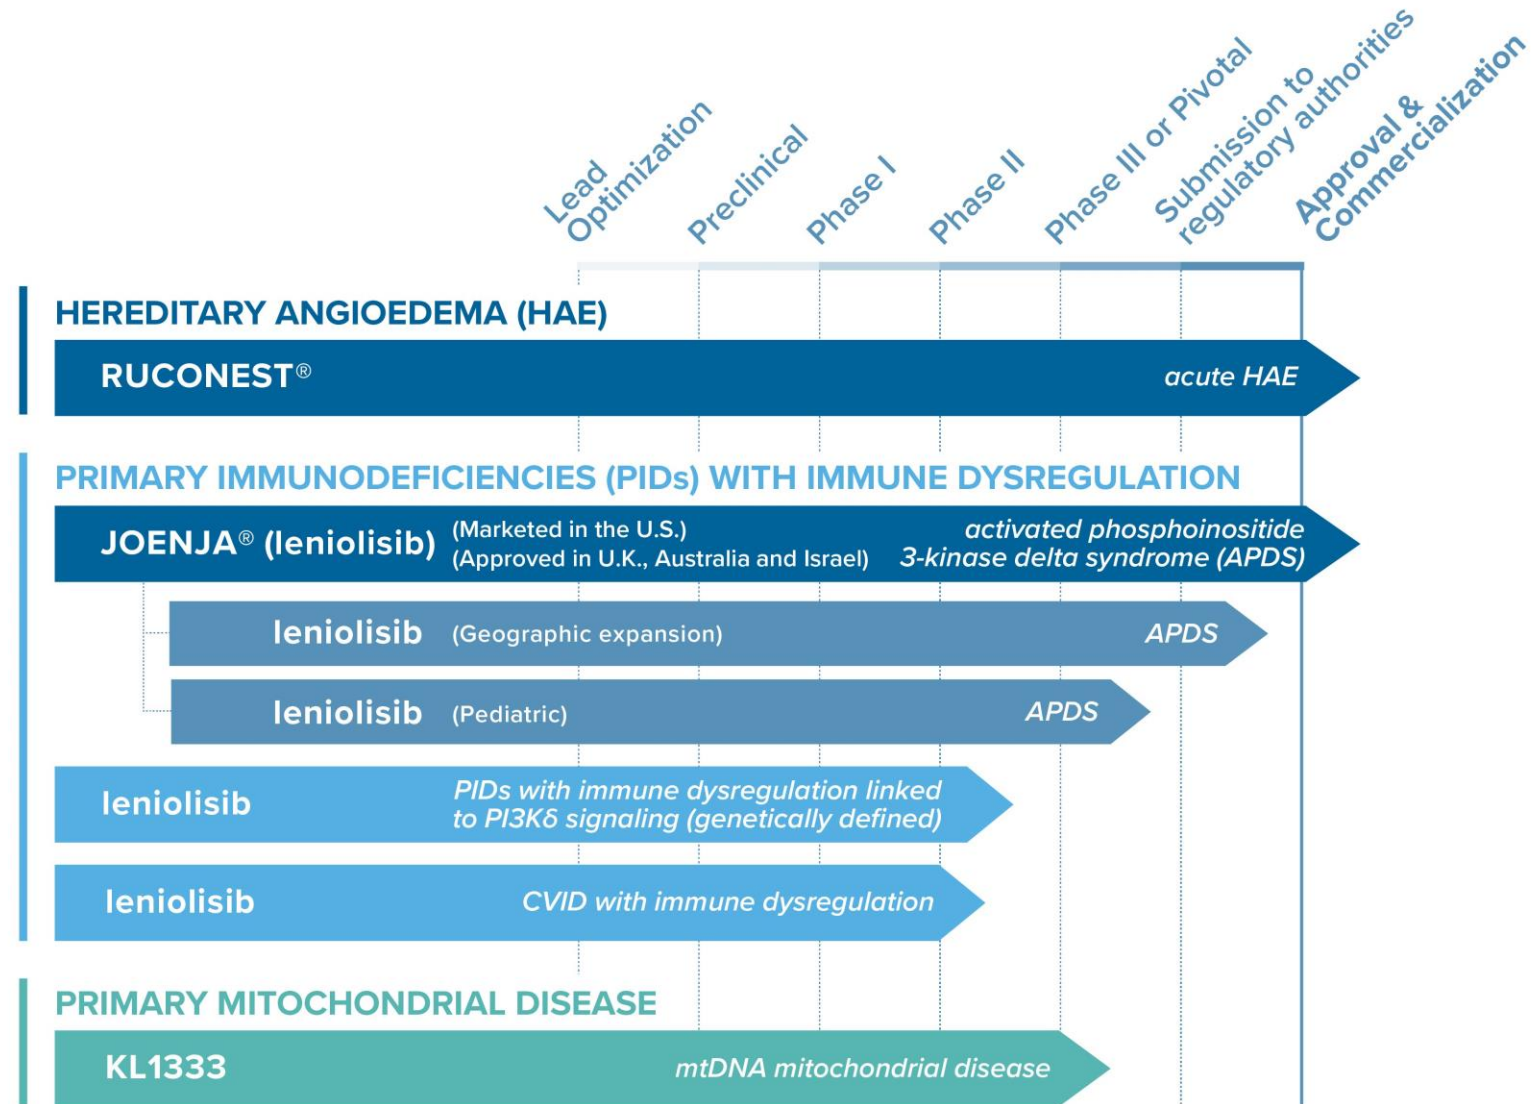 Lead
Optimization
Preclinical
Phase I
Phase II
Phase III or Pivotal
Submission to
regulatory authorities
Approval &
Commercialization
HEREDITARY ANGIOEDEMA (HAE)
RUCONEST® acute HAE
PRIMARY IMMUNODEFICIENCIES (PIDs) WITH IMMUNE DYSREGULATION
JOENJA® (leniolisib)
(Marketed in the U.S.)
(Approved in U.K., Australia and Israel)
activated phosphoinositide
3-kinase delta syndrome (APDS)
leniolisib (Geographic expansion) APDS
leniolisib (Pediatric) APDS
leniolisib
PIDs with immune dysregulation linked
to PI3Kδ signaling (genetically defined)
leniolisib CVID with immune dysregulation
PRIMARY MITOCHONDRIAL DISEASE
KL1333 mtDNA mitochondrial disease